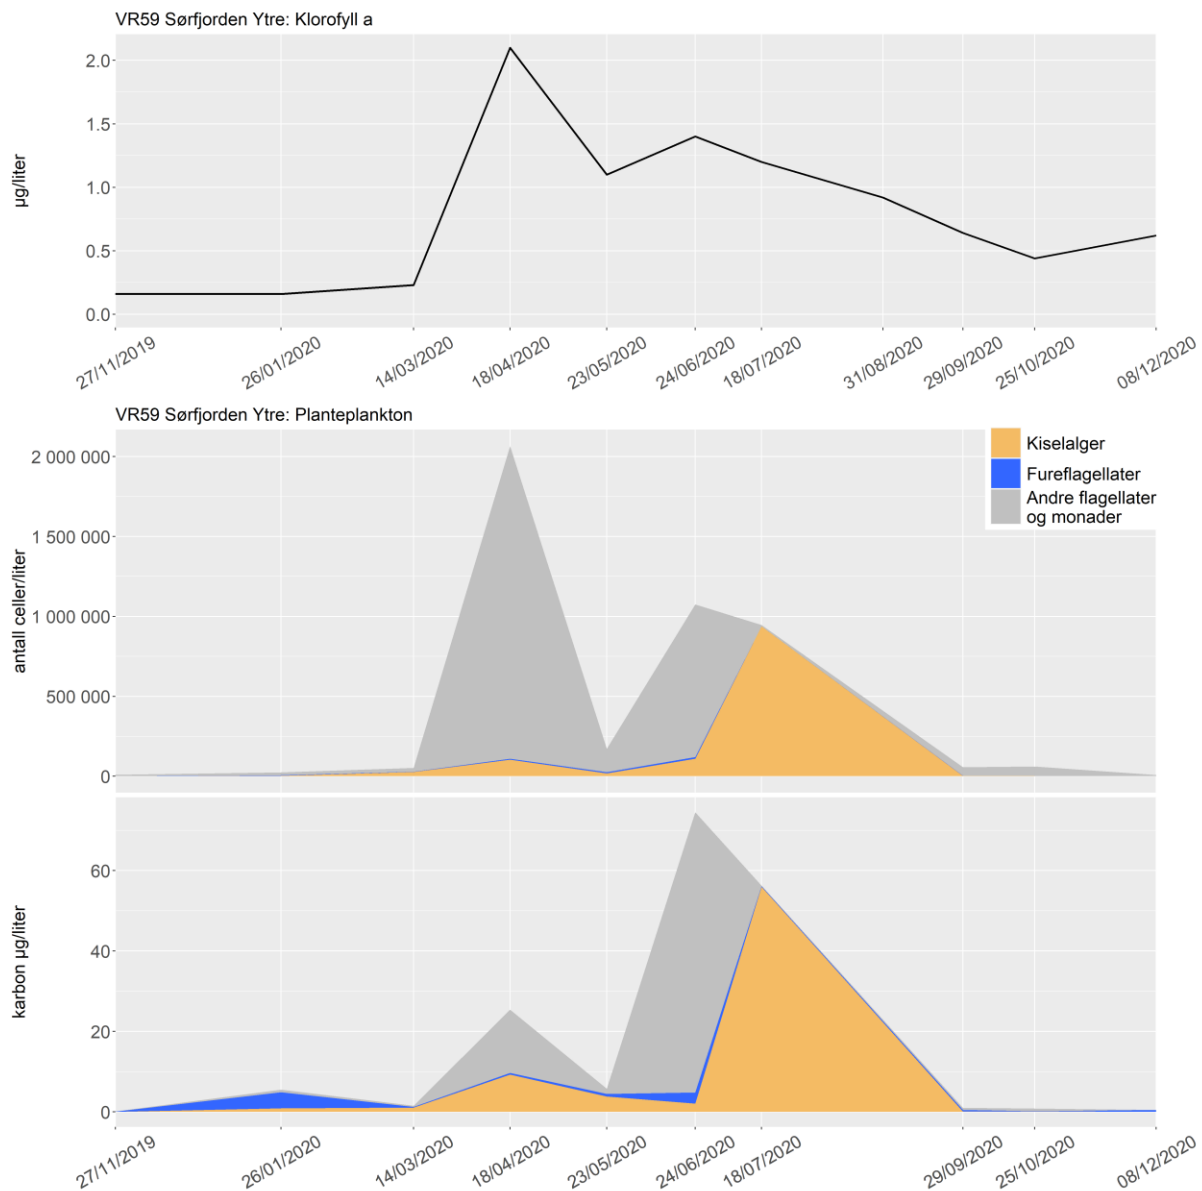 VR59 Sørfjorden Ytre: Klorofyll a
µg/liter
2.0
1.5
1.0
0.5
0.0
27/11/2019
26/01/2020
14/03/2020
18/04/2020
23/05/2020
24/06/2020
18/07/2020
31/08/2020
29/09/2020
25/10/2020
08/12/2020
VR59 Sørfjorden Ytre: Planteplankton
Kiselalger
Fureflagellater
Andre flagellater
og monader
antall celler/liter
2 000 000
1 500 000
1 000 000
500 000
0
karbon µg/liter
60
40
20
0
27/11/2019
26/01/2020
14/03/2020
18/04/2020
23/05/2020
24/06/2020
18/07/2020
29/09/2020
25/10/2020
08/12/2020